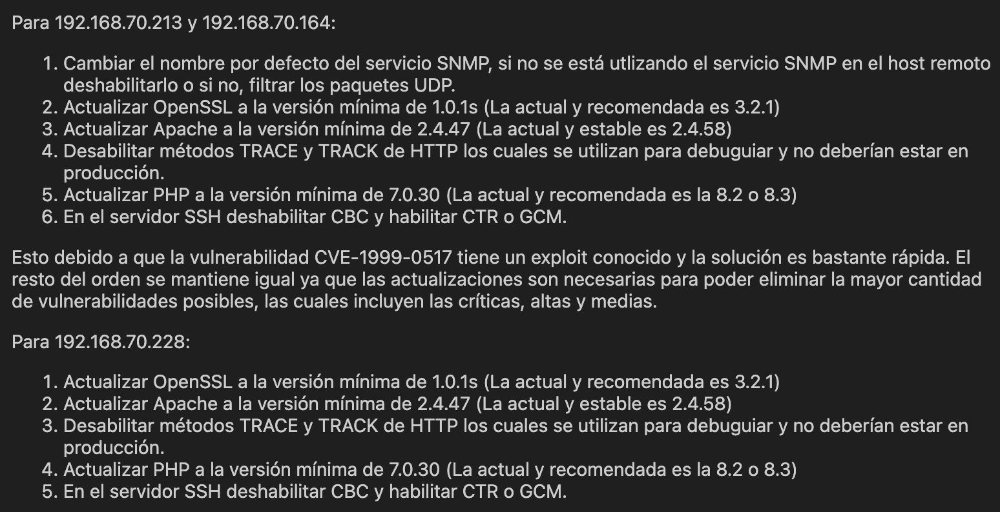 Para 192.168.70.213 y 192.168.70.164:
1. Cambiar el nombre por defecto del servicio SNMP, si no se está utlizando el servicio SNMP en el host remoto
deshabilitarlo o si no, filtrar los paquetes UDP.
2. Actualizar OpenSSL a la versión mínima de 1.0.1s (La actual y recomendada es 3.2.1)
3. Actualizar Apache a la versión mínima de 2.4.47 (La actual y estable es 2.4.58)
4. Desabilitar métodos TRACE y TRACK de HTTP los cuales se utilizan para debuguiar y no deberían estar en
producción.
5. Actualizar PHP a la versión mínima de 7.0.30 (La actual y recomendada es la 8.2 o 8.3)
6. En el servidor SSH deshabilitar CBC y habilitar CTR o GCM.
Esto debido a que la vulnerabilidad CVE-1999-0517 tiene un exploit conocido y la solución es bastante rápida. El
resto del orden se mantiene igual ya que las actualizaciones son necesarias para poder eliminar la mayor cantidad
de vulnerabilidades posibles, las cuales incluyen las críticas, altas y medias.
Para 192.168.70.228:
1. Actualizar OpenSSL a la versión mínima de 1.0.1s (La actual y recomendada es 3.2.1)
2. Actualizar Apache a la versión mínima de 2.4.47 (La actual y estable es 2.4.58)
3. Desabilitar métodos TRACE y TRACK de HTTP los cuales se utilizan para debuguiar y no deberían estar en
producción.
4. Actualizar PHP a la versión mínima de 7.0.30 (La actual y recomendada es la 8.2 o 8.3)
5. En el servidor SSH deshabilitar CBC y habilitar CTR o GCM.